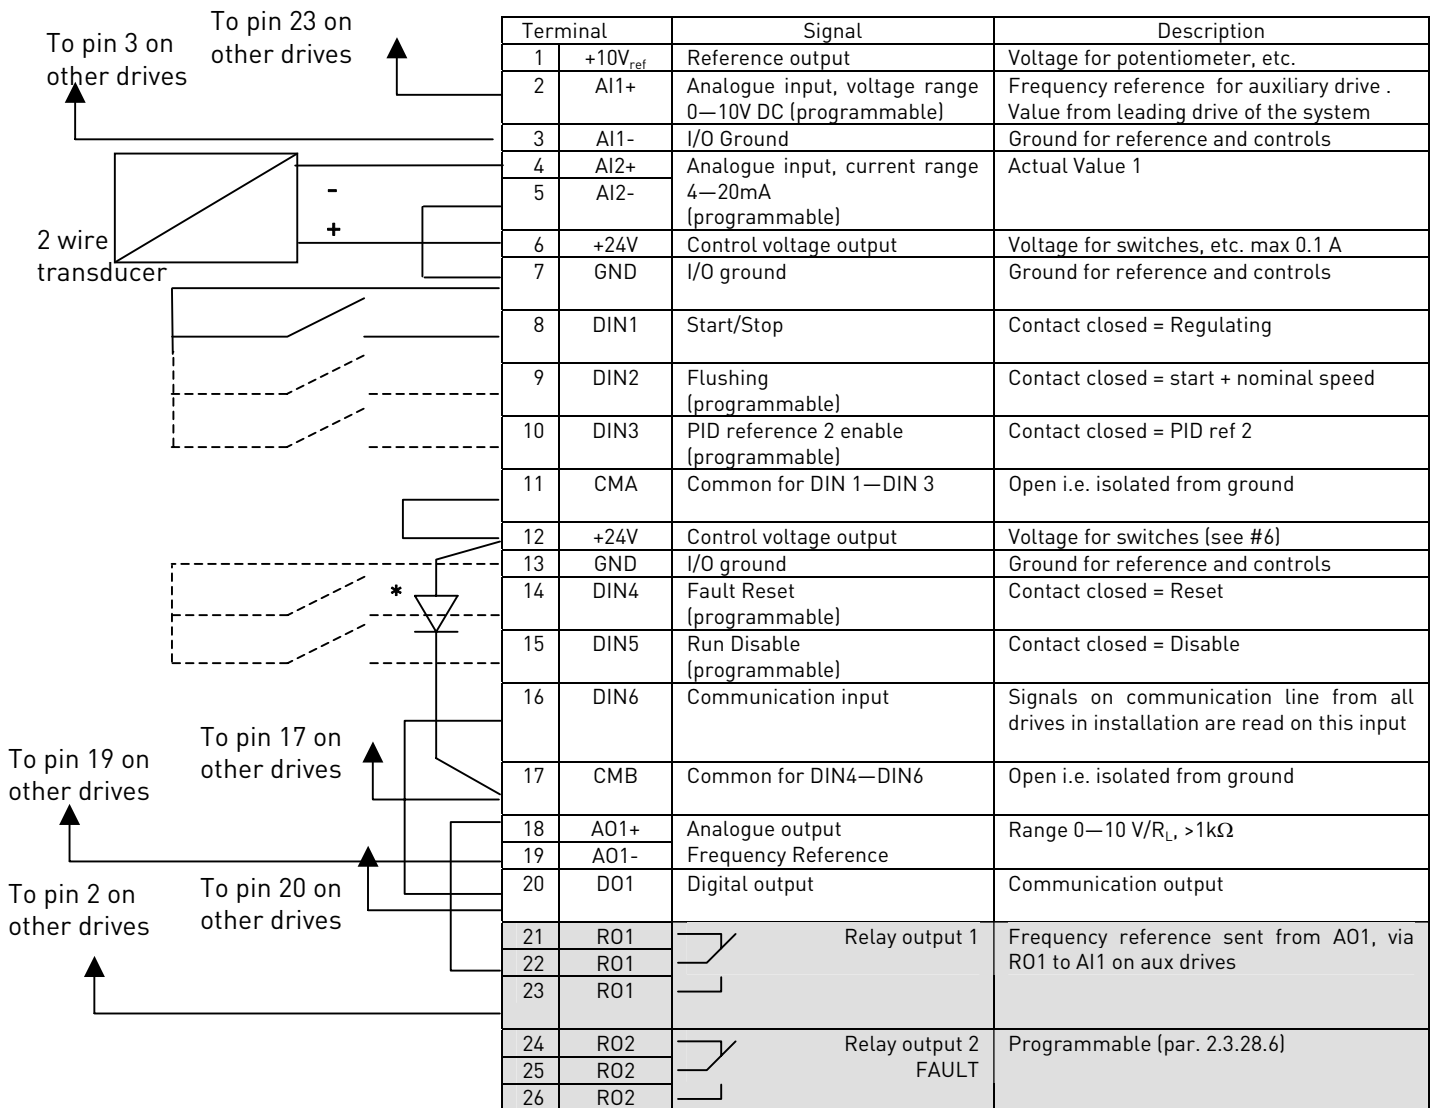 To pin 3 on
other drives
To pin 23 on
other drives
Terminal Signal Description
1 +10Vref Reference output Voltage for potentiometer, etc.
2 AI1+ Analogue input, voltage range Frequency reference for auxiliary drive .
0—10V DC (programmable) Value from leading drive of the system
3 AI1- I/O Ground Ground for reference and controls
4 AI2+ Analogue input, current range Actual Value 1
5 AI2- 4—20mA
(programmable)
-
+
2 wire
transducer
6 +24V Control voltage output Voltage for switches, etc. max 0.1 A
7 GND I/O ground Ground for reference and controls
8 DIN1 Start/Stop Contact closed = Regulating
9 DIN2 Flushing Contact closed = start + nominal speed
(programmable)
10 DIN3 PID reference 2 enable Contact closed = PID ref 2
(programmable)
11 CMA Common for DIN 1—DIN 3 Open i.e. isolated from ground
12 +24V Control voltage output Voltage for switches (see #6)
13 GND I/O ground Ground for reference and controls
*
14 DIN4 Fault Reset Contact closed = Reset
(programmable)
15 DIN5 Run Disable Contact closed = Disable
(programmable)
16 DIN6 Communication input Signals on communication line from all
drives in installation are read on this input
To pin 19 on
other drives
To pin 17 on
other drives
17 CMB Common for DIN4—DIN6 Open i.e. isolated from ground
18 AO1+ Analogue output Range 0—10 V/RL, >1kΩ
19 AO1- Frequency Reference
20 DO1 Digital output Communication output
To pin 2 on
other drives
To pin 20 on
other drives
21 RO1 Relay output 1 Frequency reference sent from AO1, via
22 RO1 RO1 to AI1 on aux drives
23 RO1
24 RO2 Relay output 2 Programmable (par. 2.3.28.6)
25 RO2 FAULT
26 RO2